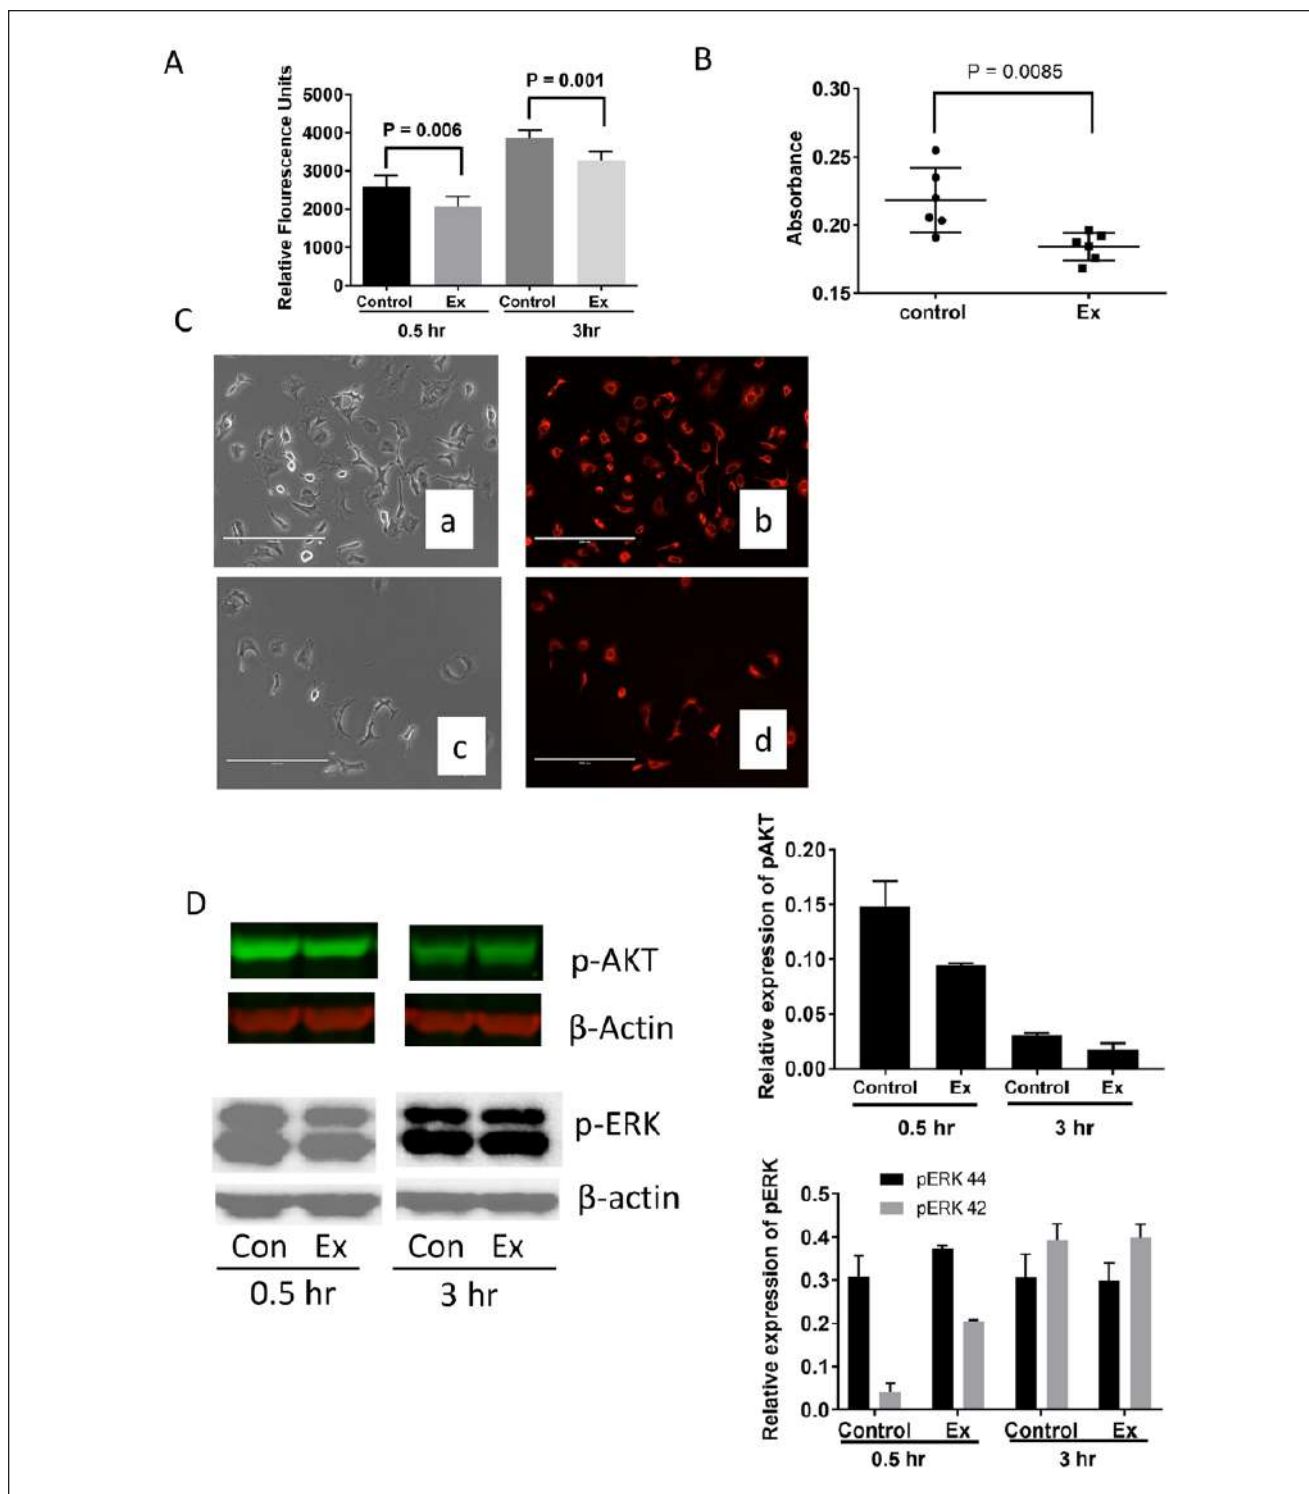 A
Relative Flourescence Units
5000
4000
3000
2000
1000
0
P = 0.006
P = 0.001
Control Ex Control Ex
0.5 hr 3hr
B
P = 0.0085
Absorbance
0.30
0.25
0.20
0.15
control Ex
C
a
b
c
d
D
p-AKT
β-Actin
p-ERK
β-actin
Con Ex Con Ex
0.5 hr 3 hr
Relative expression of pAKT
0.20
0.15
0.10
0.05
0.00
Control Ex Control Ex
0.5 hr 3 hr
Relative expression of pERK
pERK 44
pERK 42
0.5
0.4
0.3
0.2
0.1
0.0
Control Ex Control Ex
0.5 hr 3 hr